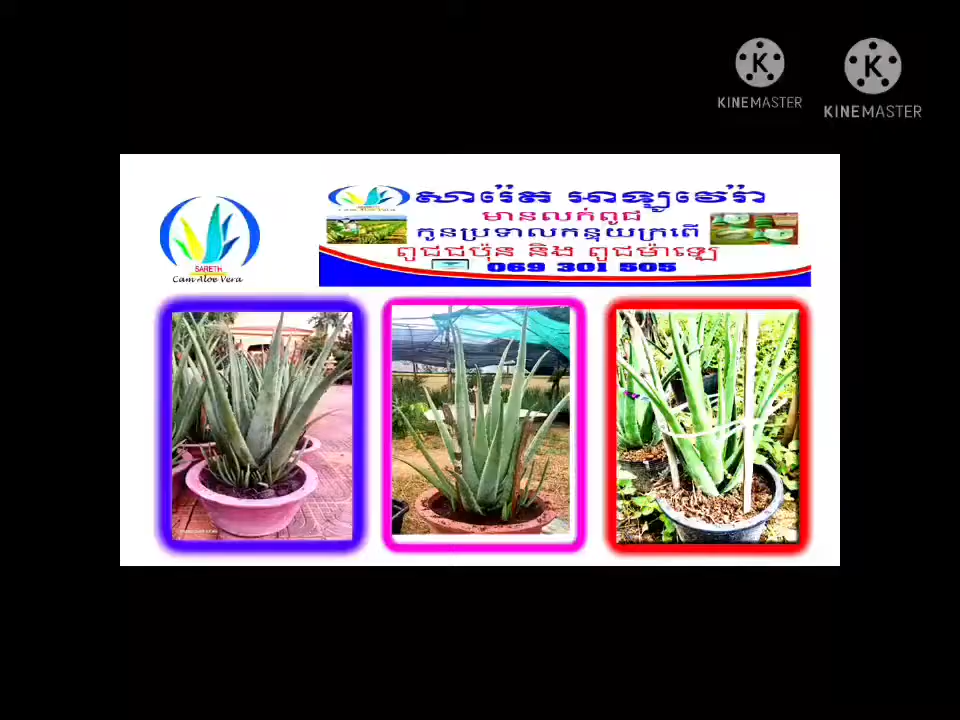 KINEMASTER
KINEMASTER
សារ៉េត អាឡូវេរ៉ា
មានលក់ពូជ
កូនប្រទាលកន្ទុយក្រពើ
ពូជជប៉ុន និង ពូជម៉ាឡេ
069 301 505
SARETH
Cam Aloe Vera